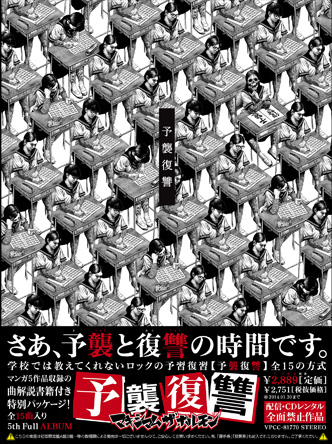 予襲復讐
さあ、予襲と復讐の時間です。
学校では教えてくれないロックの予習復習【予襲復讐】全15の方式
マンガ5作品収録の
曲解説書籍付き
特別パッケージ!
全15曲入り
5th Full ALBUM
予襲復讐
マキシマム ザ ホルモン
¥2,889[定価]
¥2,751[税抜価格]
配信・CDレンタル
全面禁止作品
VPCC-81770 STEREO